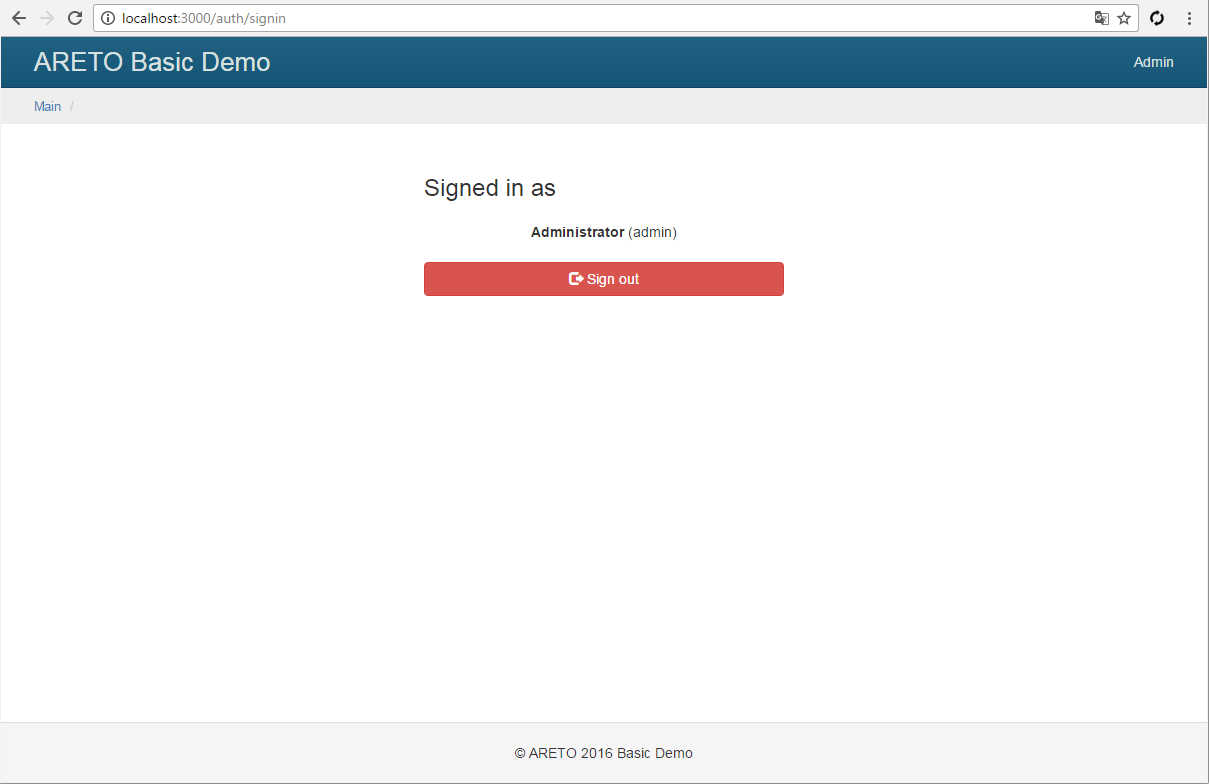 localhost:3000/auth/signin
ARETO Basic Demo
Admin
Main /
Signed in as
Administrator (admin)
Sign out
© ARETO 2016 Basic Demo